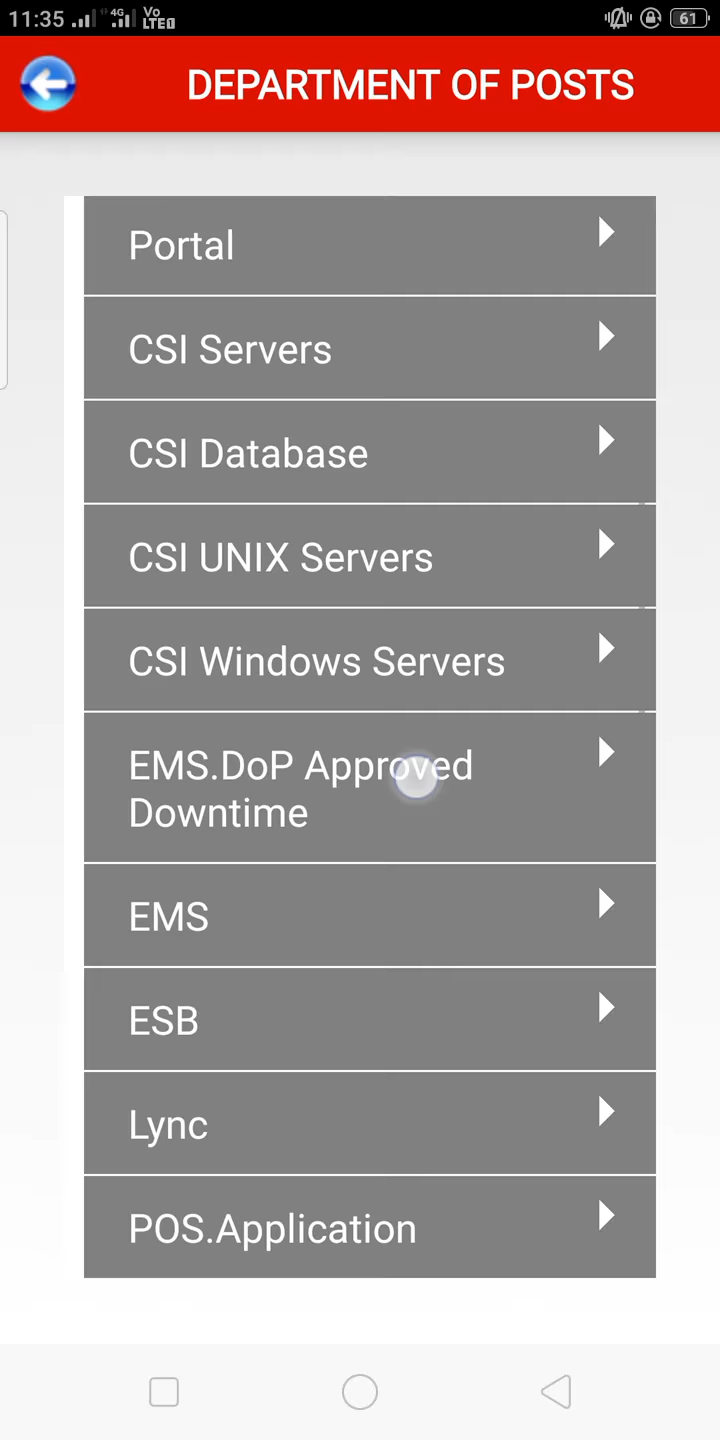 11:35 4G Vo LTE 61
DEPARTMENT OF POSTS
Portal
CSI Servers
CSI Database
CSI UNIX Servers
CSI Windows Servers
EMS.DoP Approved
Downtime
EMS
ESB
Lync
POS.Application